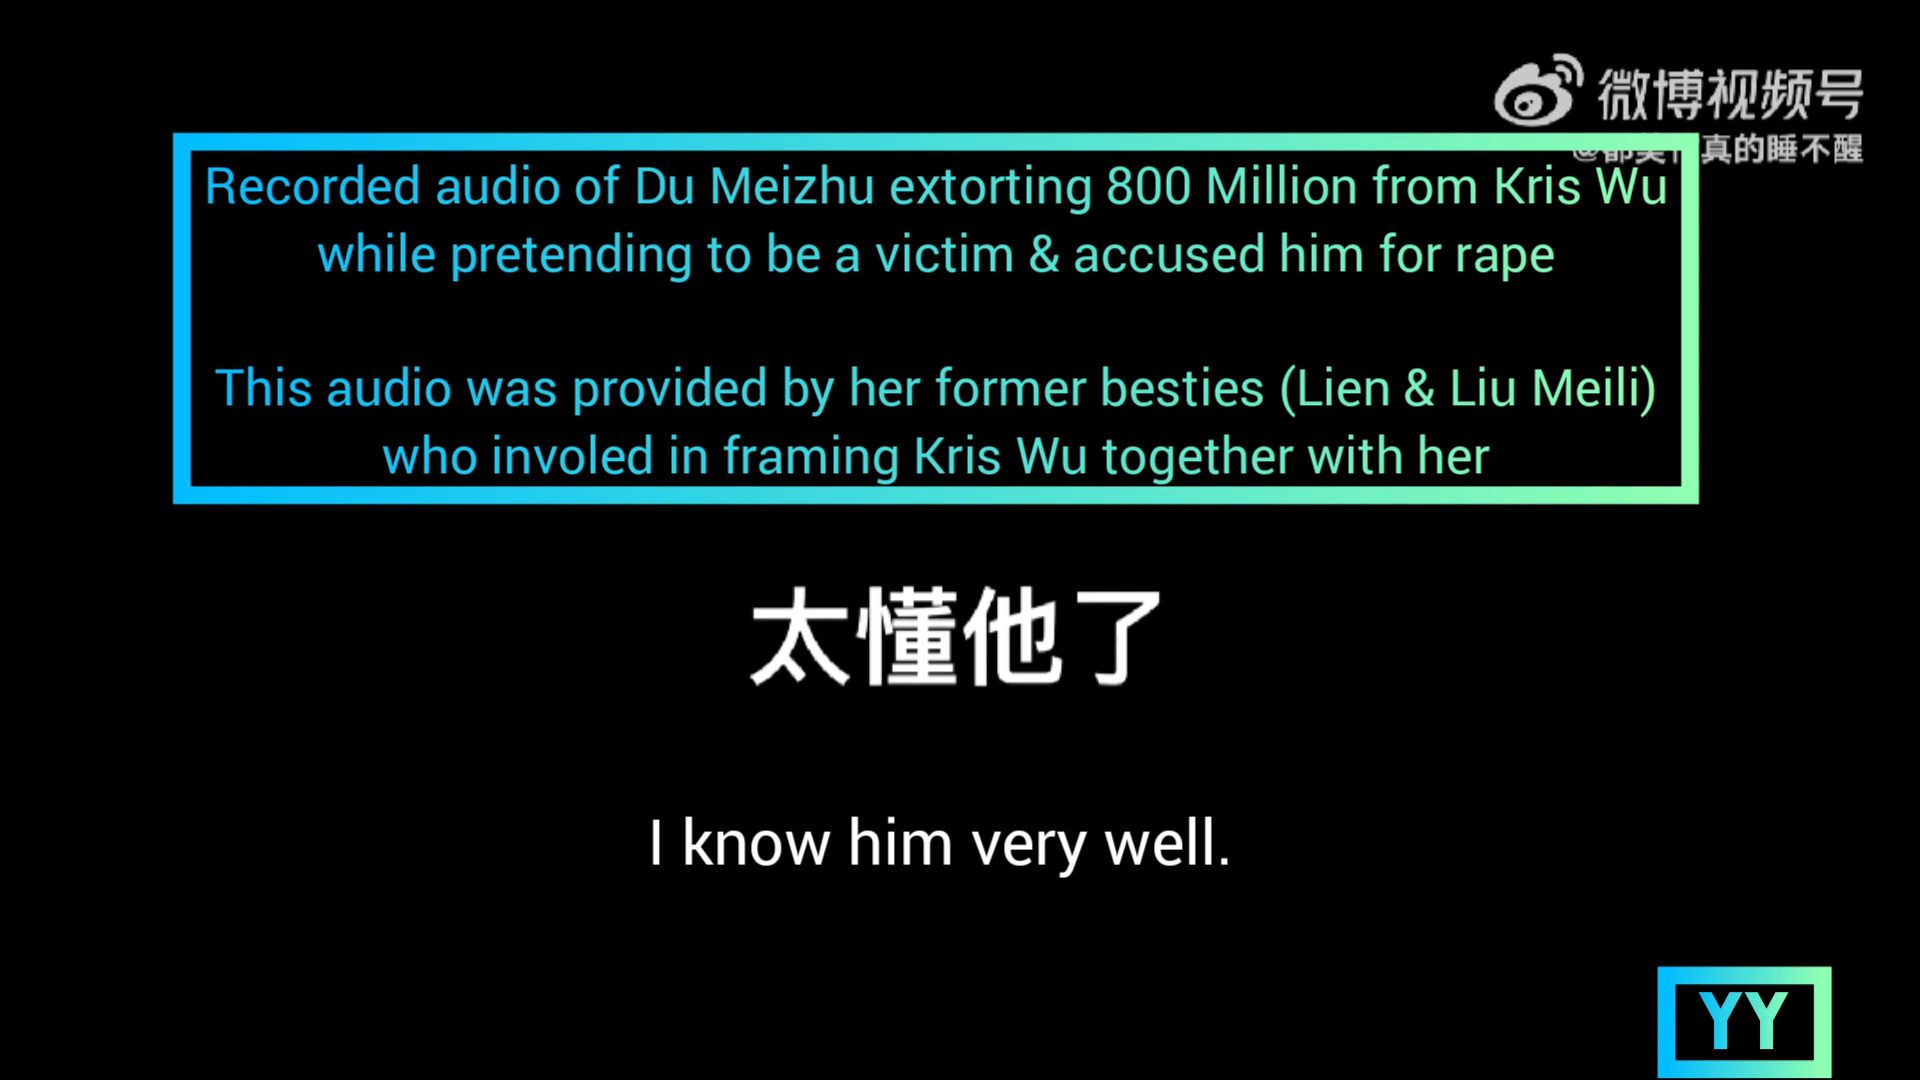 微博视频号
真的睡不醒
Recorded audio of Du Meizhu extorting 800 Million from Kris Wu
while pretending to be a victim & accused him for rape
This audio was provided by her former besties (Lien & Liu Meili)
who involed in framing Kris Wu together with her
太懂他了
I know him very well.
YY